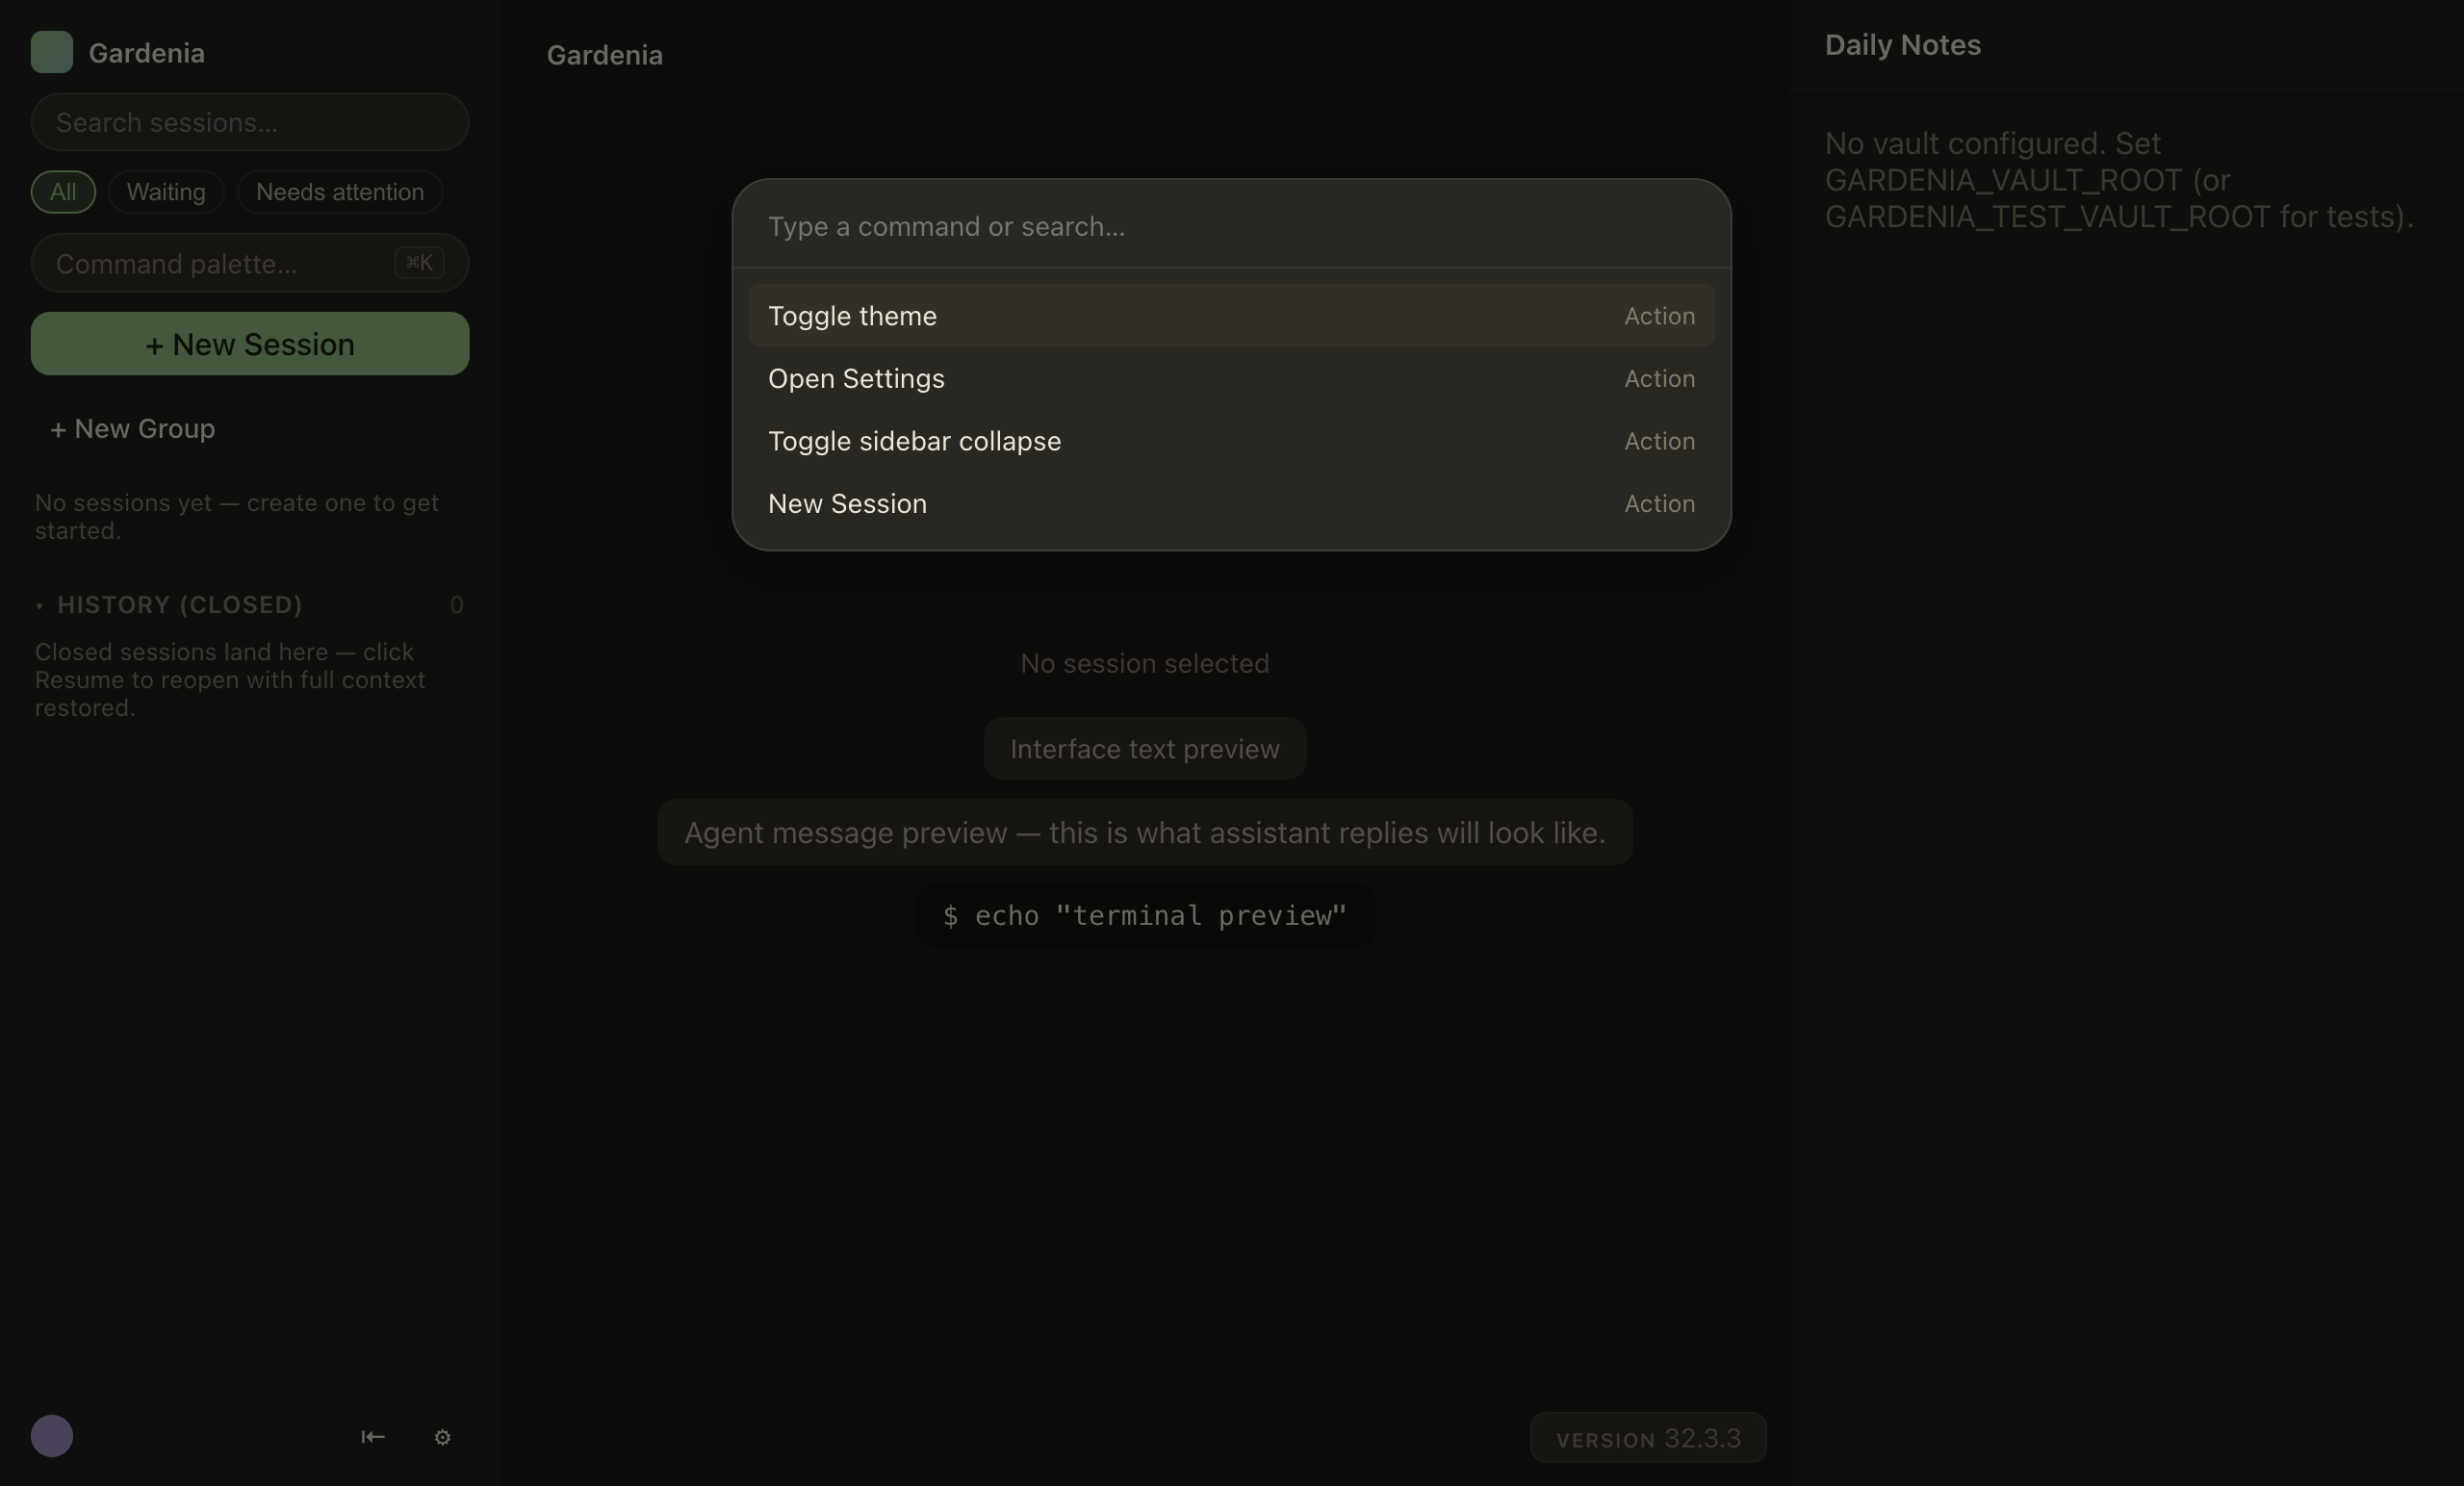 Gardenia
Search sessions...
All
Waiting
Needs attention
Command palette...
⌘K
+ New Session
+ New Group
No sessions yet — create one to get
started.
▾ HISTORY (CLOSED) 0
Closed sessions land here — click
Resume to reopen with full context
restored.
Gardenia
Type a command or search...
Toggle theme Action
Open Settings Action
Toggle sidebar collapse Action
New Session Action
No session selected
Interface text preview
Agent message preview — this is what assistant replies will look like.
$ echo "terminal preview"
VERSION 32.3.3
Daily Notes
No vault configured. Set
GARDENIA_VAULT_ROOT (or
GARDENIA_TEST_VAULT_ROOT for tests).